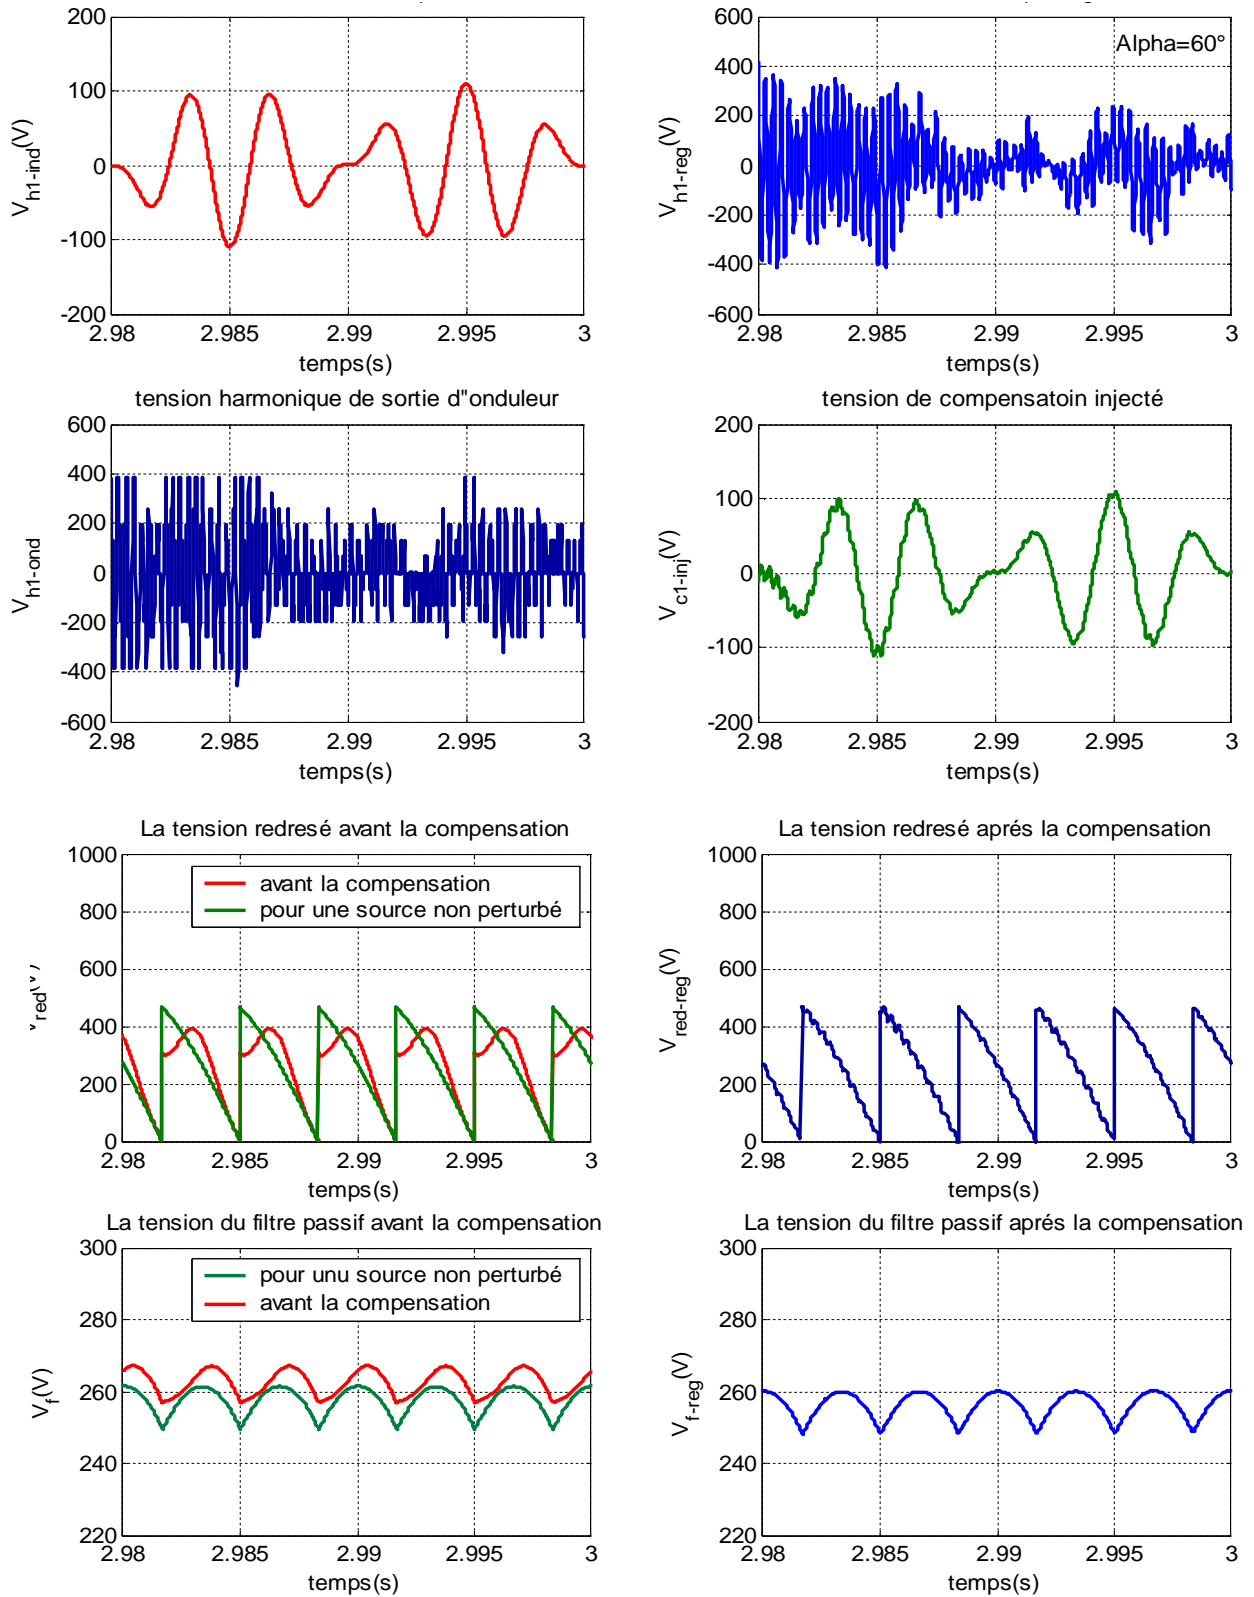 200
100
0
-100
-200
V_h1-ind(V)
2.98 2.985 2.99 2.995 3
temps(s)
Alpha=60°
600
400
200
0
-200
-400
-600
V_h1-reg(V)
2.98 2.985 2.99 2.995 3
temps(s)
tension harmonique de sortie d"onduleur
600
400
200
0
-200
-400
-600
V_h1-ond
2.98 2.985 2.99 2.995 3
temps(s)
tension de compensatoin injecté
200
100
0
-100
-200
V_c1-inj(V)
2.98 2.985 2.99 2.995 3
temps(s)
La tension redresé avant la compensation
1000
800
600
400
200
0
avant la compensation
pour une source non perturbé
2.98 2.985 2.99 2.995 3
temps(s)
La tension redresé aprés la compensation
1000
800
600
400
200
0
V_red-reg(V)
2.98 2.985 2.99 2.995 3
temps(s)
La tension du filtre passif avant la compensation
300
280
260
240
220
V_f(V)
pour unu source non perturbé
avant la compensation
2.98 2.985 2.99 2.995 3
temps(s)
La tension du filtre passif aprés la compensation
300
280
260
240
220
V_f-reg(V)
2.98 2.985 2.99 2.995 3
temps(s)